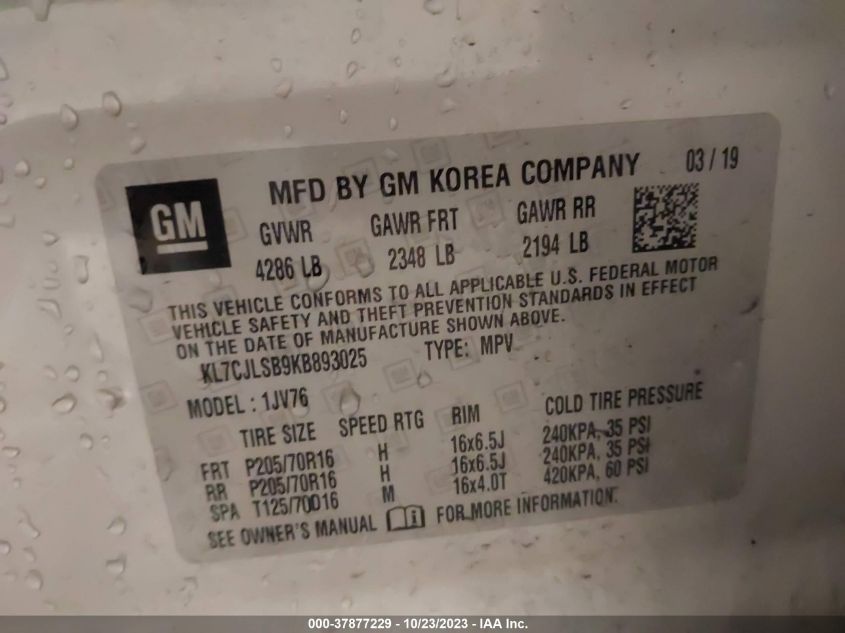 GM
MFD BY GM KOREA COMPANY 03 / 19
GVWR GAWR FRT GAWR RR
4286 LB 2348 LB 2194 LB
THIS VEHICLE CONFORMS TO ALL APPLICABLE U.S. FEDERAL MOTOR
VEHICLE SAFETY AND THEFT PREVENTION STANDARDS IN EFFECT
ON THE DATE OF MANUFACTURE SHOWN ABOVE.
KL7CJLSB9KB893025 TYPE: MPV
MODEL : 1JV76
TIRE SIZE SPEED RTG RIM COLD TIRE PRESSURE
FRT P205/70R16 H 16x6.5J 240KPA, 35 PSI
RR P205/70R16 H 16x6.5J 240KPA, 35 PSI
SPA T125/70D16 M 16x4.0T 420KPA, 60 PSI
SEE OWNER'S MANUAL FOR MORE INFORMATION.
000-37877229 - 10/23/2023 - IAA Inc.